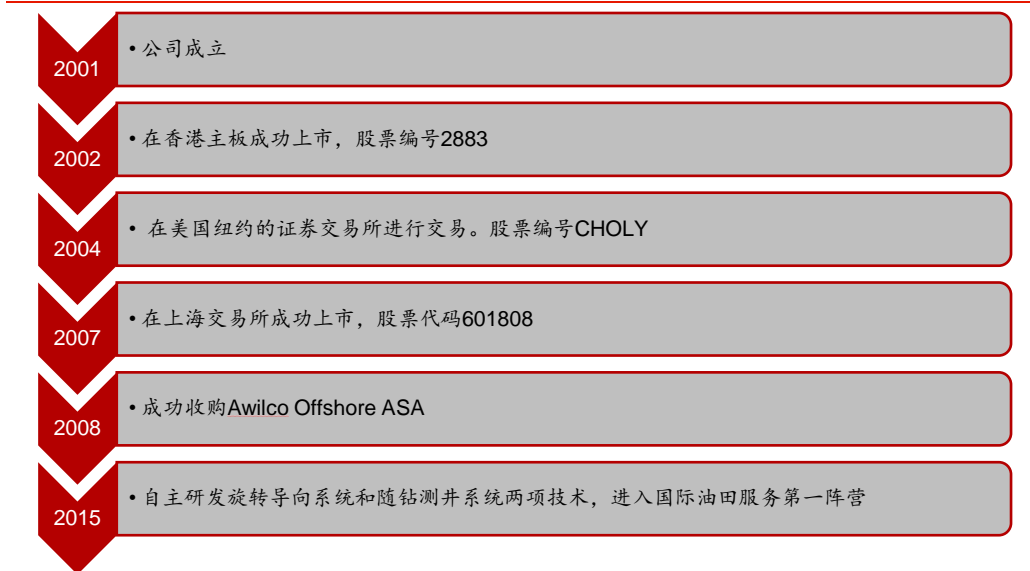 2001
• 公司成立
2002
• 在香港主板成功上市，股票编号2883
2004
• 在美国纽约的证券交易所进行交易。股票编号CHOLY
2007
• 在上海交易所成功上市，股票代码601808
2008
• 成功收购Awilco Offshore ASA
2015
• 自主研发旋转导向系统和随钻测井系统两项技术，进入国际油田服务第一阵营